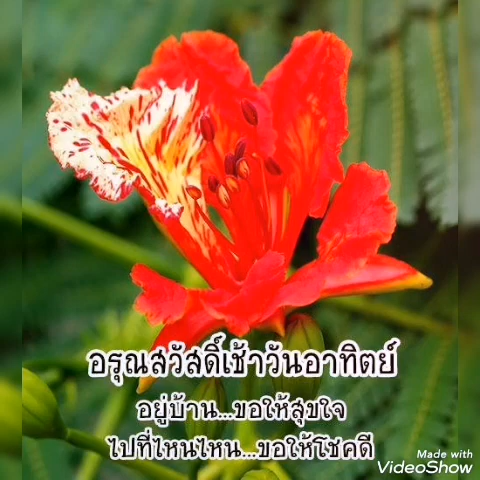 อรุณสวัสดิ์เช้าวันอาทิตย์
อยู่บ้าน...ขอให้สุขใจ
ไปที่ไหนไหน...ขอให้โชคดี
Made with
VideoShow